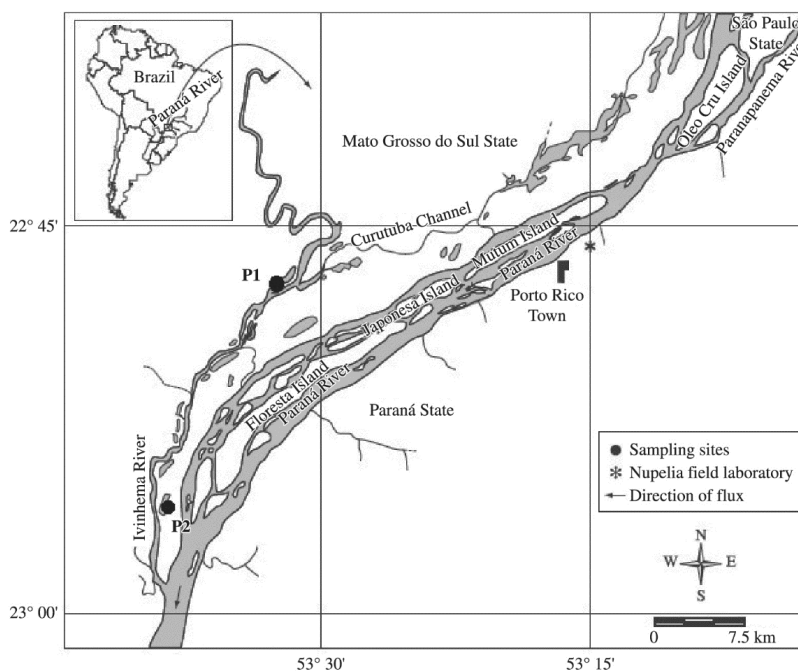 Brazil
Paraná River
São Paulo
State
Oleo Cru Island
Paranapanema River
Mato Grosso do Sul State
22° 45'
Curutuba Channel
Mutum Island
Paraná River
P1
Porto Rico
Town
Japonesa Island
Floresta Island
Paraná River
Paraná State
Ivinhema River
P2
Sampling sites
Nupelia field laboratory
Direction of flux
N
W E
S
23° 00'
0 7.5 km
53° 30' 53° 15'